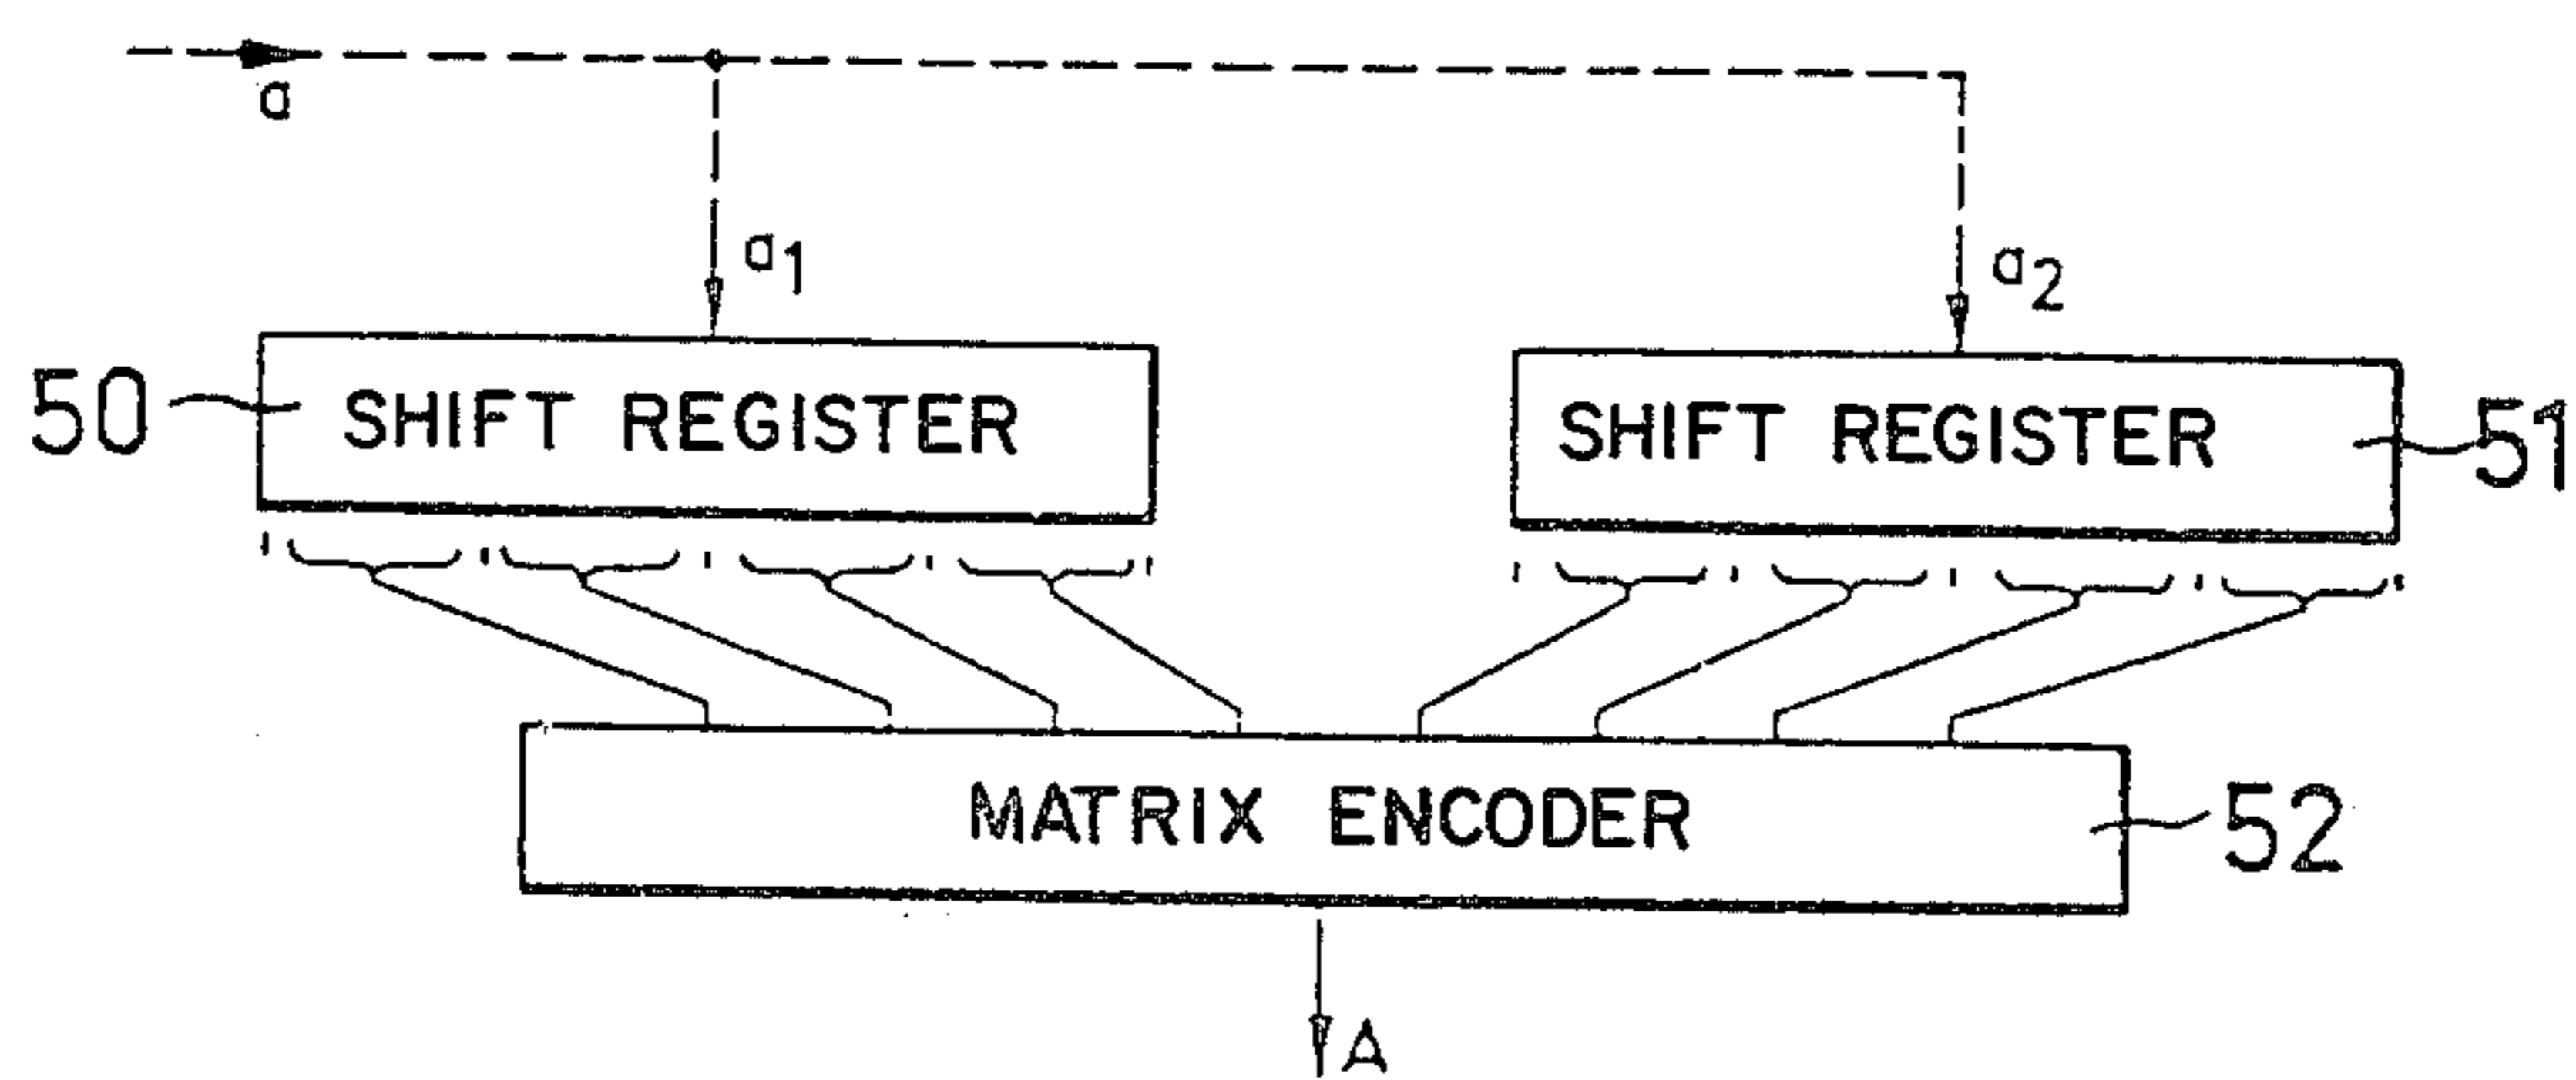 a
a1
a2
50
SHIFT REGISTER
SHIFT REGISTER
51
MATRIX ENCODER
52
A